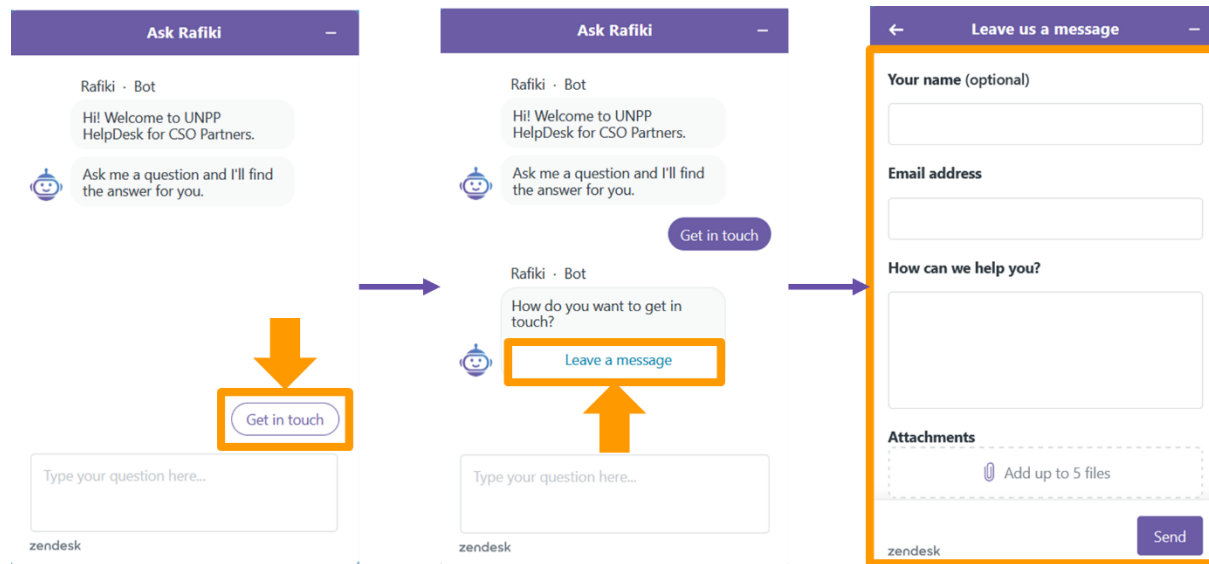 Ask Rafiki –
Rafiki · Bot
Hi! Welcome to UNPP
HelpDesk for CSO Partners.
Ask me a question and I'll find
the answer for you.
Get in touch
Type your question here...
zendesk
Ask Rafiki –
Rafiki · Bot
Hi! Welcome to UNPP
HelpDesk for CSO Partners.
Ask me a question and I'll find
the answer for you.
Get in touch
Rafiki · Bot
How do you want to get in
touch?
Leave a message
Type your question here...
zendesk
← Leave us a message –
Your name (optional)
Email address
How can we help you?
Attachments
Add up to 5 files
Send
zendesk